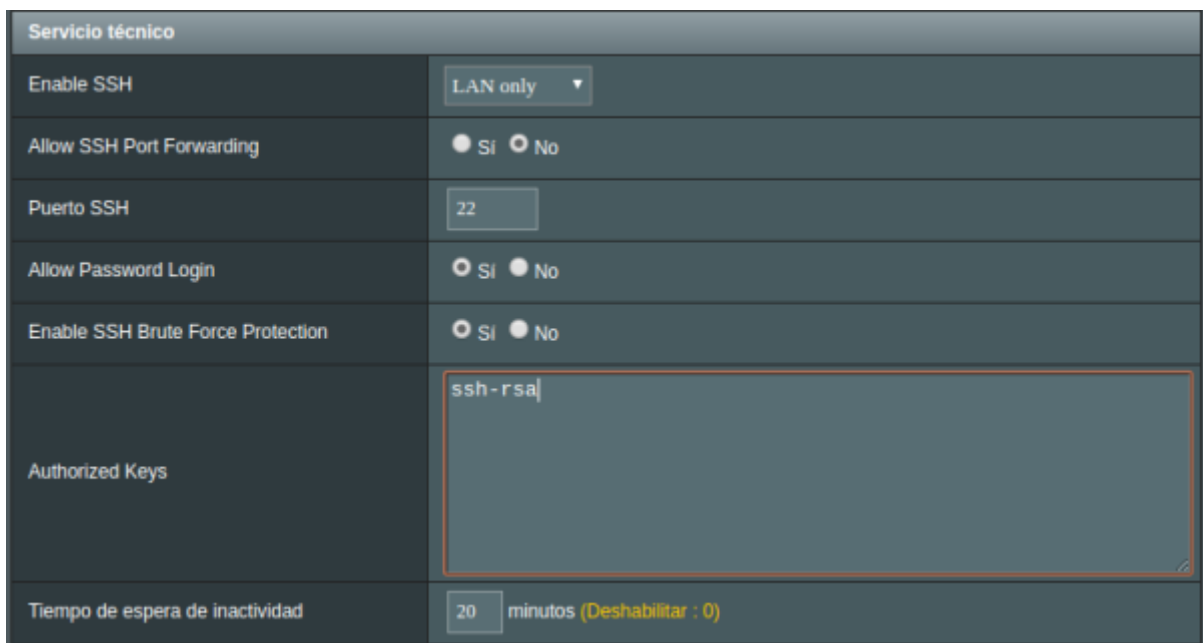 Servicio técnico
Enable SSH LAN only
Allow SSH Port Forwarding Sí No
Puerto SSH 22
Allow Password Login Sí No
Enable SSH Brute Force Protection Sí No
ssh-rsa
Authorized Keys
Tiempo de espera de inactividad 20 minutos (Deshabilitar : 0)